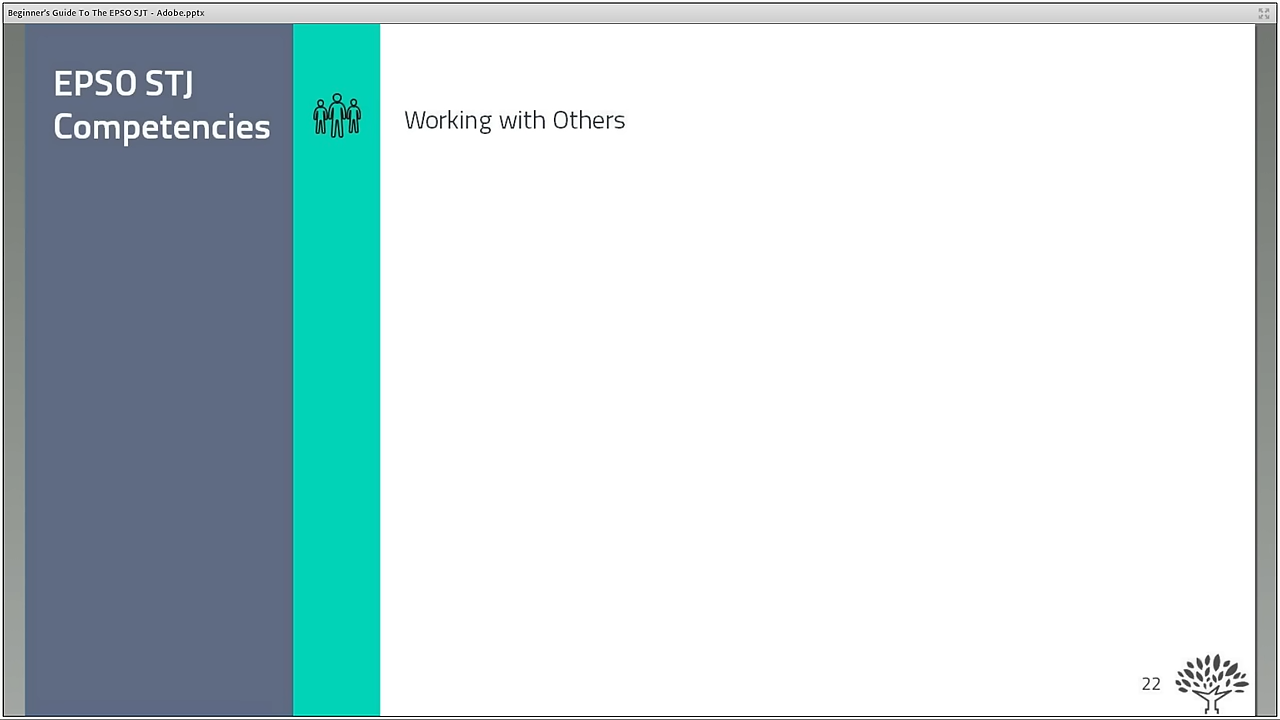 Beginner's Guide To The EPSO SJT - Adobe.pptx
EPSO STJ
Competencies
Working with Others
22